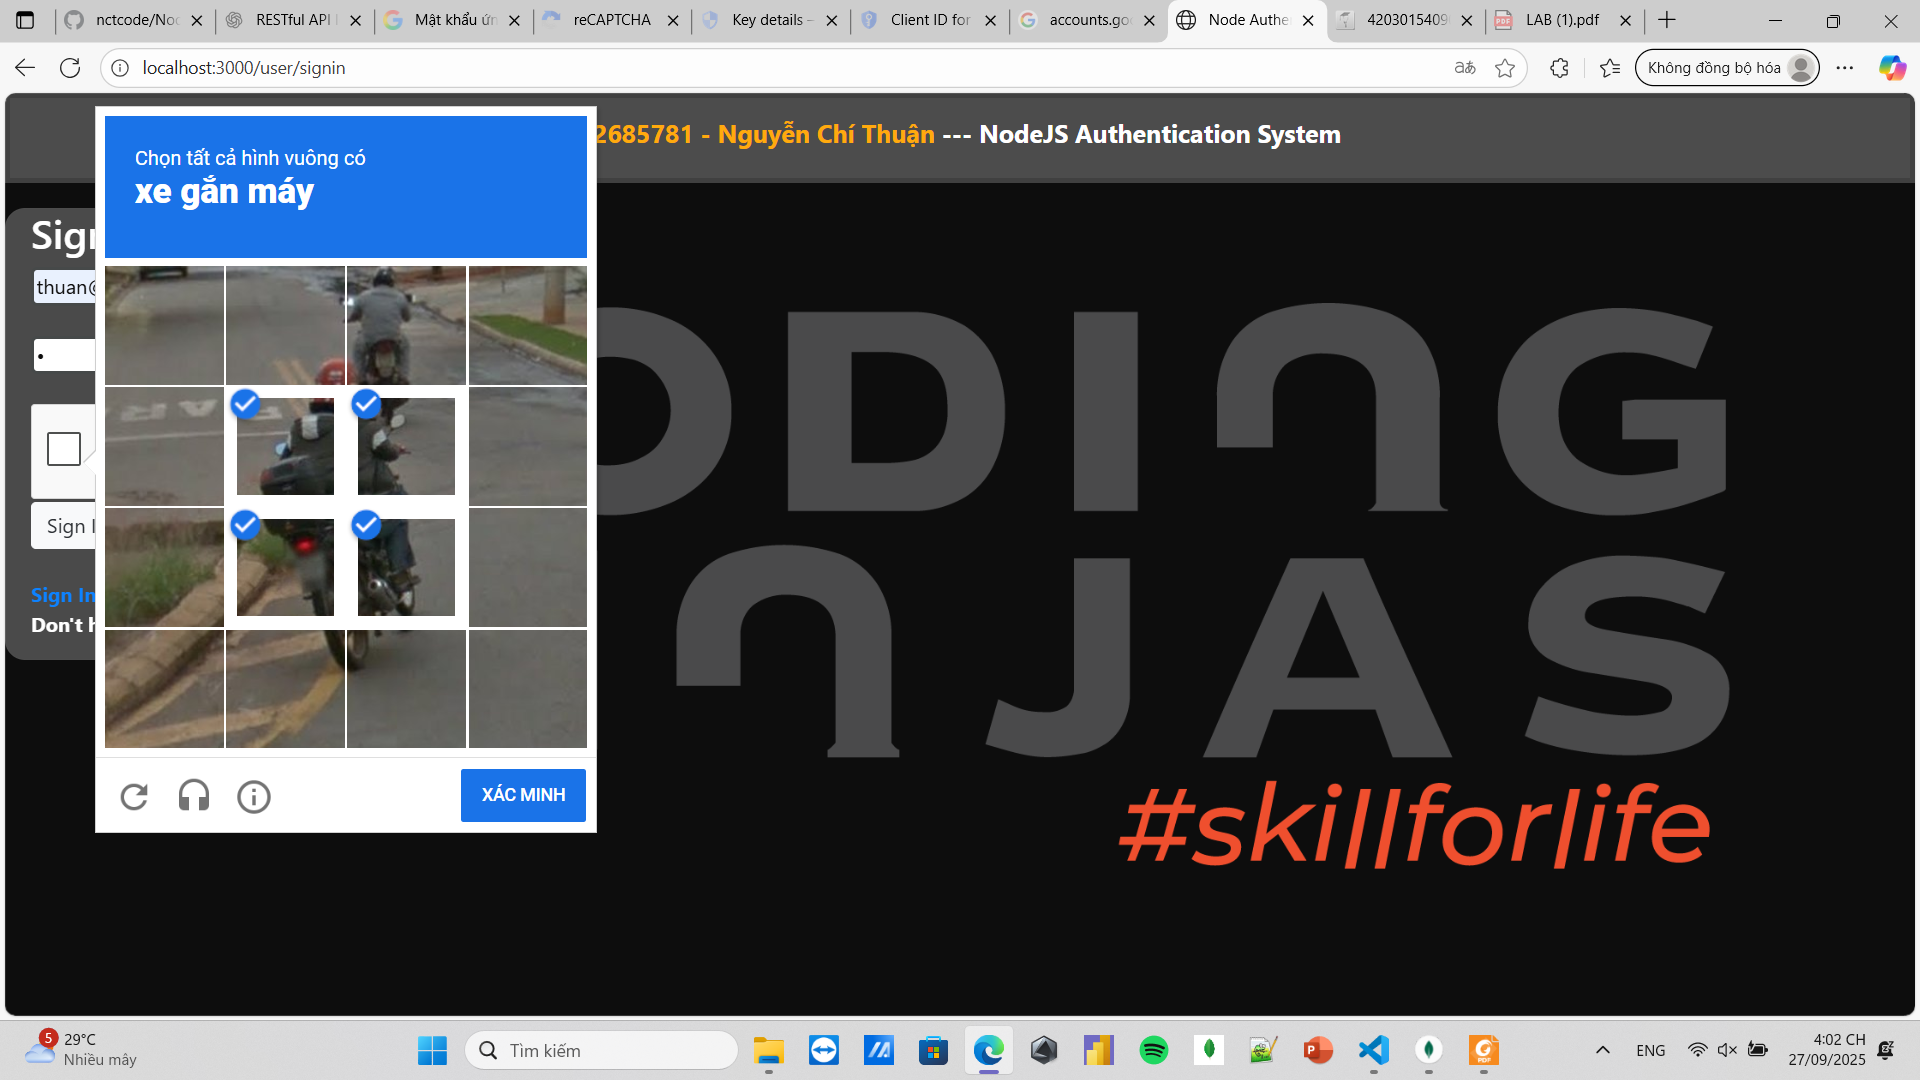 nctcode/Noc
RESTful API I
Mật khẩu ứn
reCAPTCHA
Key details –
Client ID for
accounts.goo
Node Authe
4203015409
LAB (1).pdf
localhost:3000/user/signin
Không đồng bộ hóa
2685781 - Nguyễn Chí Thuận --- NodeJS Authentication System
Chọn tất cả hình vuông có
xe gắn máy
Sign
thuan@
Sign I
Sign In
Don't h
XÁC MINH
ODING
NINJAS
#skillforlife
5
29°C
Nhiều mây
Tìm kiếm
ENG
4:02 CH
27/09/2025